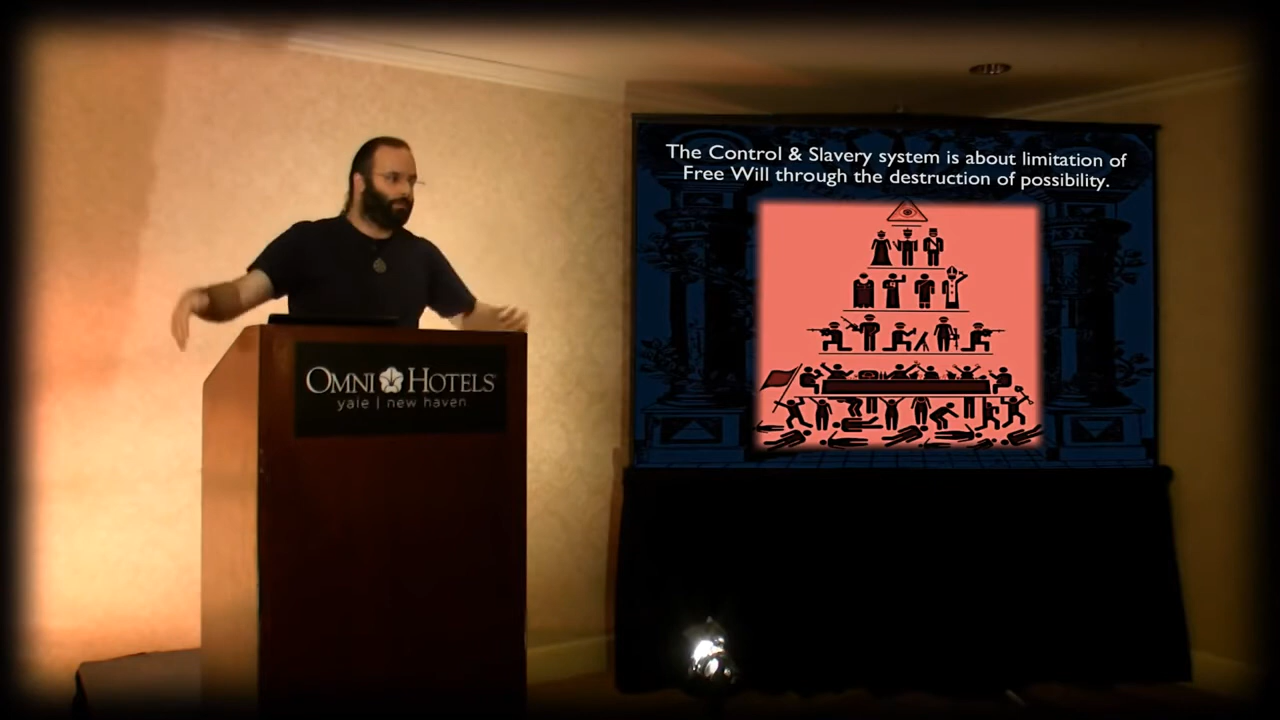 The Control & Slavery system is about limitation of
Free Will through the destruction of possibility.
OMNI HOTELS
yale | new haven